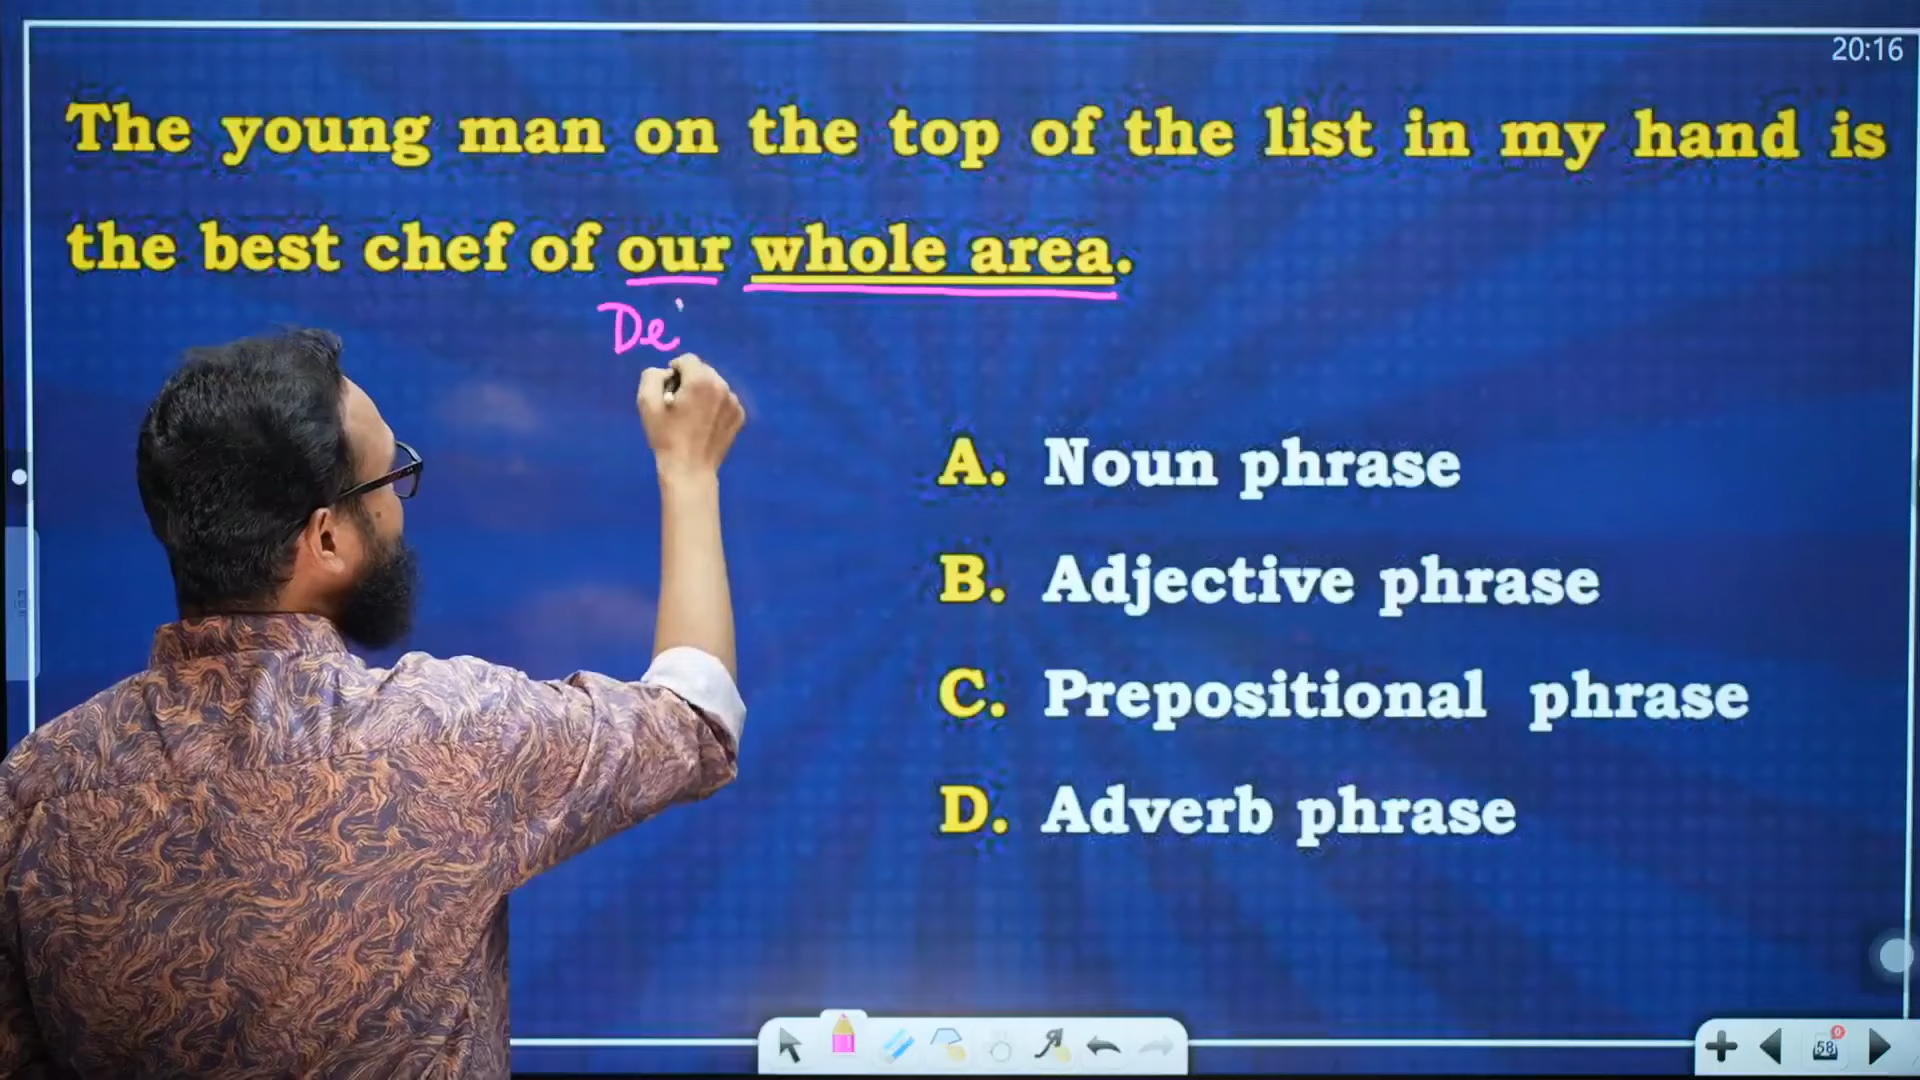 20:16
The young man on the top of the list in my hand is
the best chef of our whole area.
De
A. Noun phrase
B. Adjective phrase
C. Prepositional phrase
D. Adverb phrase
58
0